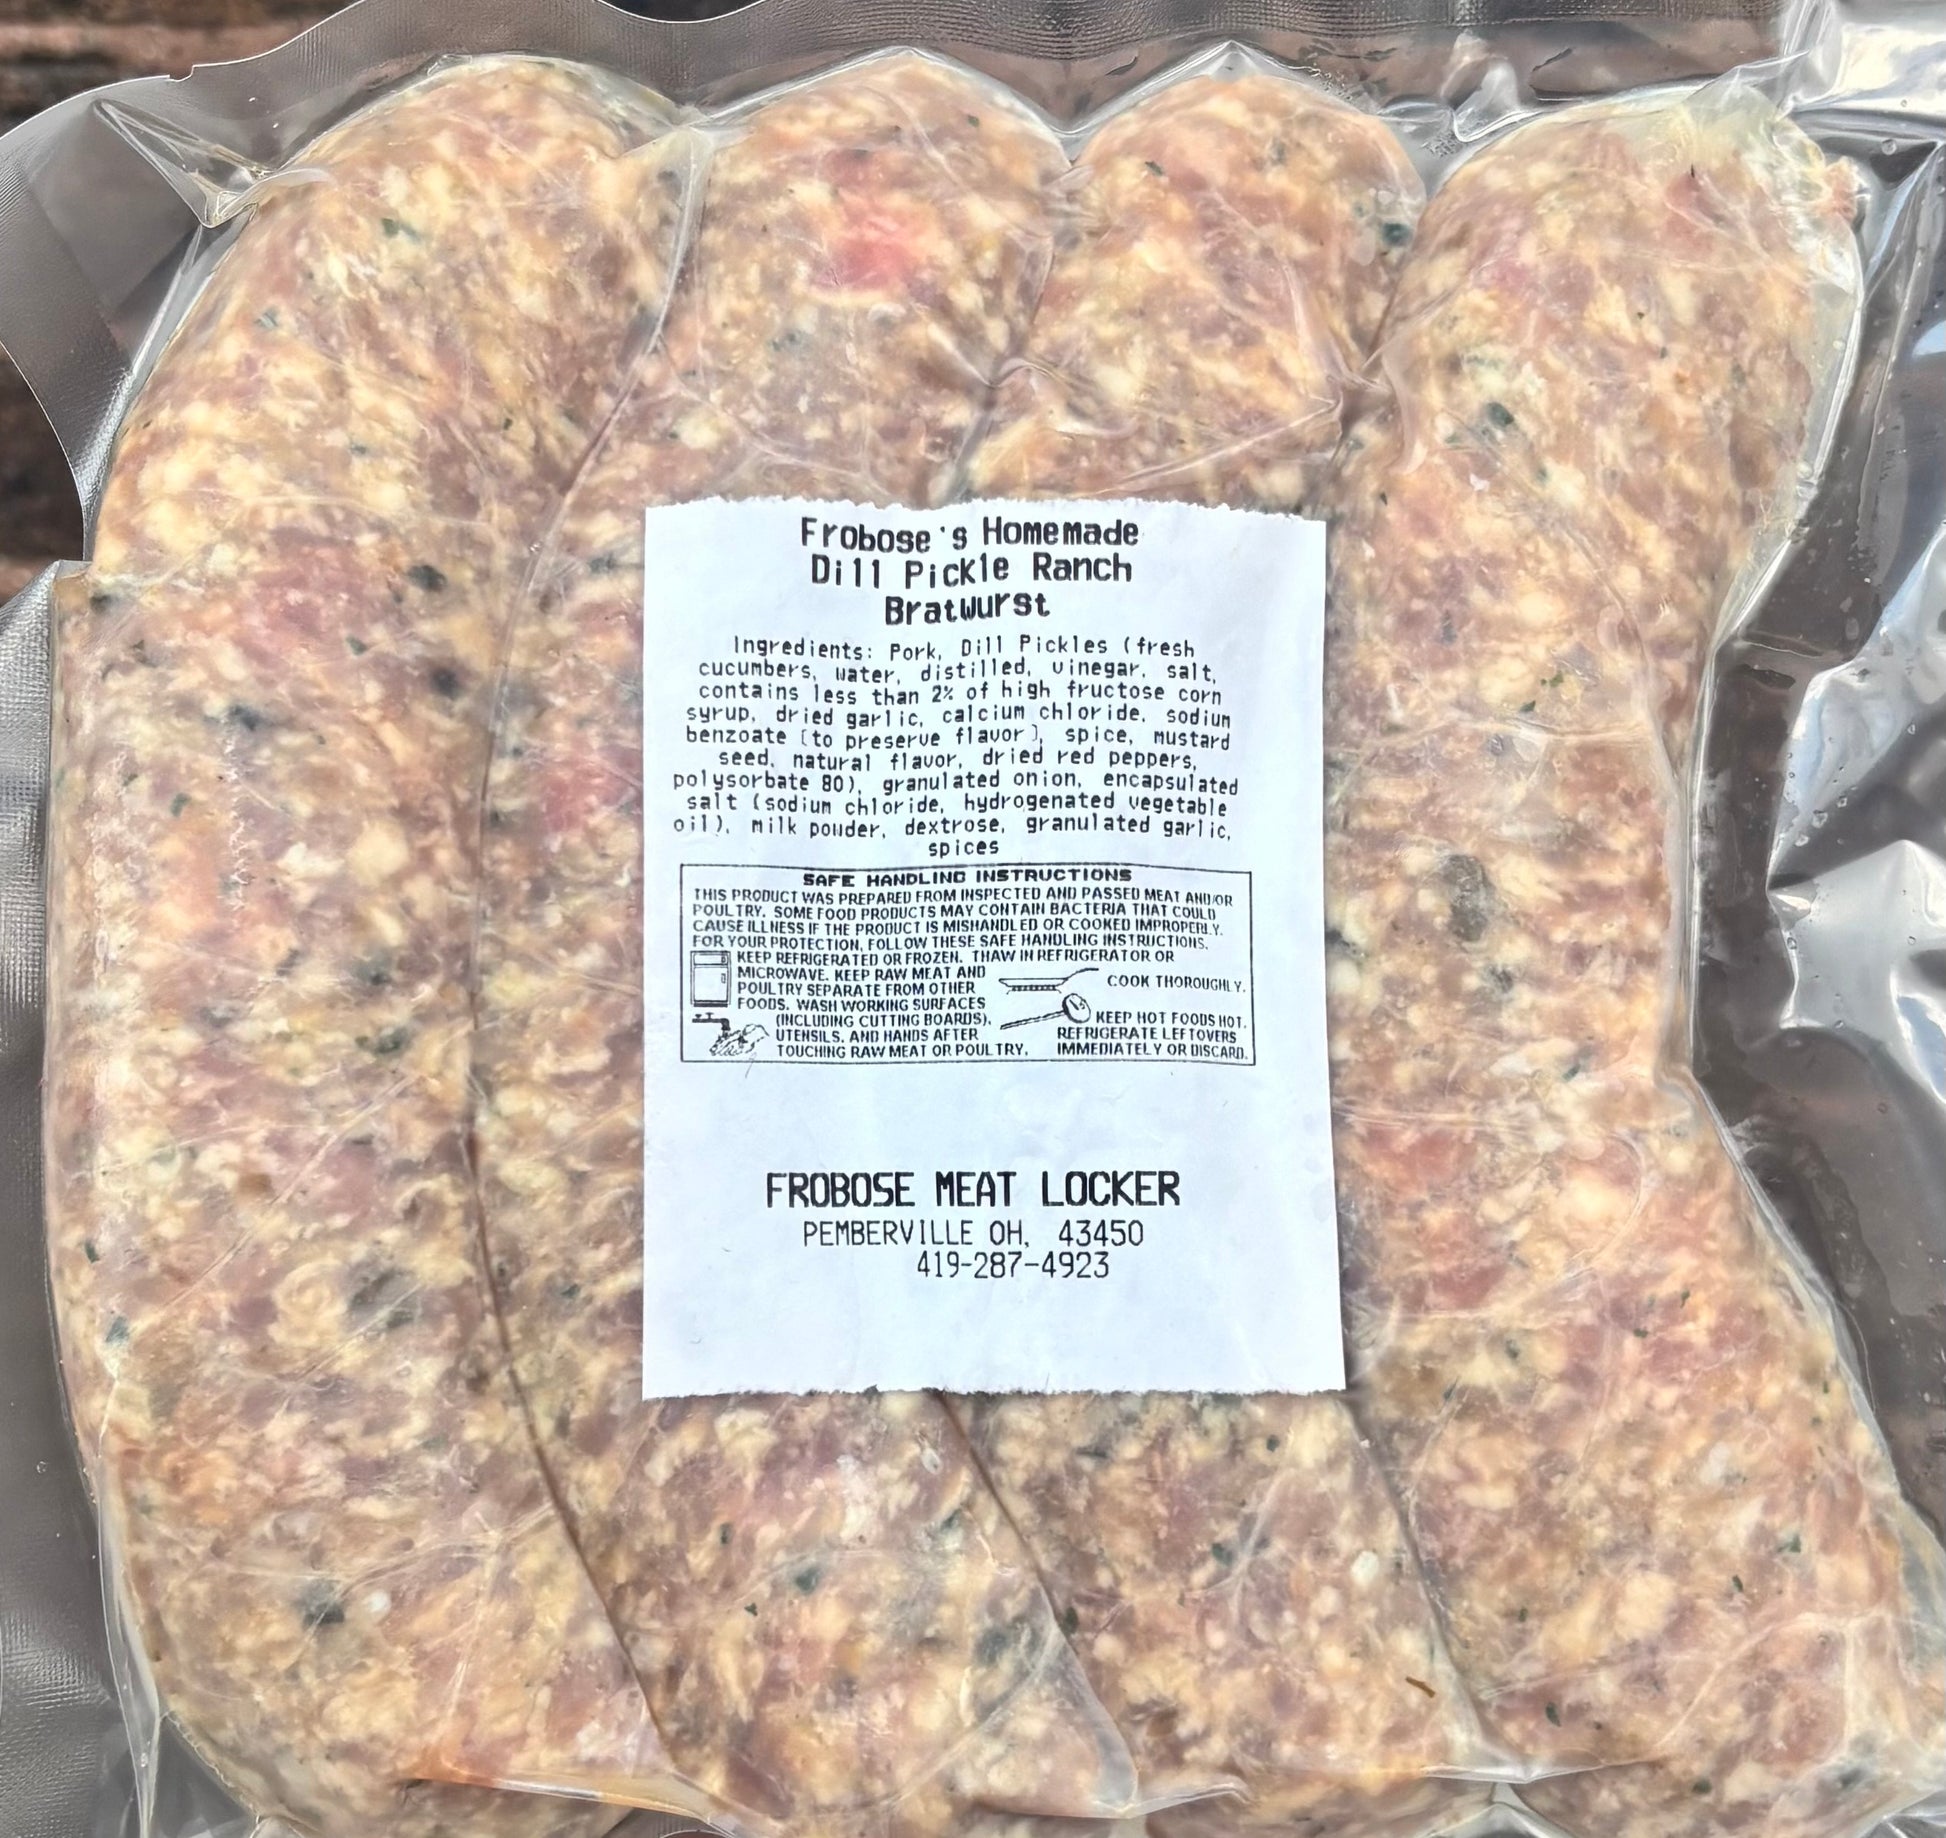 Frobose's Homemade
Dill Pickle Ranch
Bratwurst
Ingredients: Pork, Dill Pickles (fresh
cucumbers, water, distilled, vinegar, salt,
contains less than 2% of high fructose corn
syrup, dried garlic, calcium chloride, sodium
benzoate [to preserve flavor], spice, mustard
seed, natural flavor, dried red peppers,
polysorbate 80), granulated onion, encapsulated
salt (sodium chloride, hydrogenated vegetable
oil), milk powder, dextrose, granulated garlic,
spices
SAFE HANDLING INSTRUCTIONS
THIS PRODUCT WAS PREPARED FROM INSPECTED AND PASSED MEAT AND/OR
POULTRY. SOME FOOD PRODUCTS MAY CONTAIN BACTERIA THAT COULD
CAUSE ILLNESS IF THE PRODUCT IS MISHANDLED OR COOKED IMPROPERLY.
FOR YOUR PROTECTION, FOLLOW THESE SAFE HANDLING INSTRUCTIONS.
KEEP REFRIGERATED OR FROZEN. THAW IN REFRIGERATOR OR
MICROWAVE. KEEP RAW MEAT AND
POULTRY SEPARATE FROM OTHER
FOODS. WASH WORKING SURFACES
(INCLUDING CUTTING BOARDS),
UTENSILS, AND HANDS AFTER
TOUCHING RAW MEAT OR POULTRY.
COOK THOROUGHLY.
KEEP HOT FOODS HOT.
REFRIGERATE LEFTOVERS
IMMEDIATELY OR DISCARD.
FROBOSE MEAT LOCKER
PEMBERVILLE OH, 43450
419-287-4923